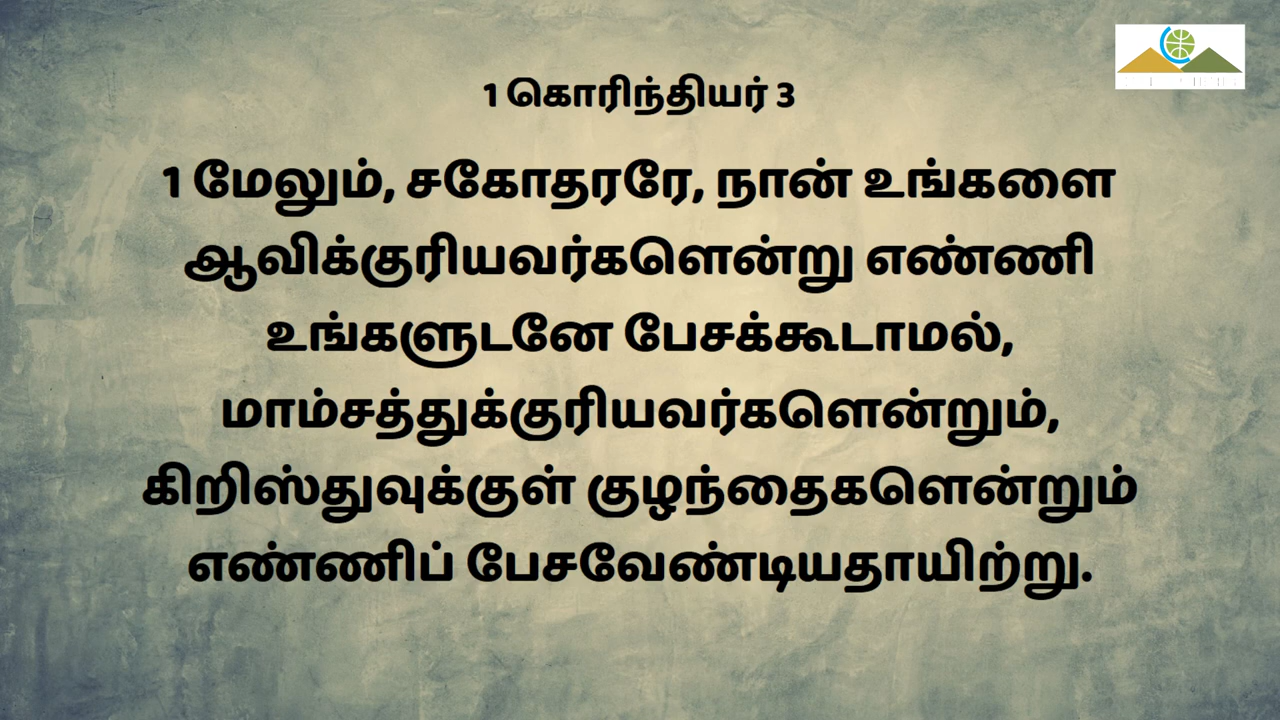 1 கொரிந்தியர் 3
1 மேலும், சகோதரரே, நான் உங்களை
ஆவிக்குரியவர்களென்று எண்ணி
உங்களுடனே பேசக்கூடாமல்,
மாம்சத்துக்குரியவர்களென்றும்,
கிறிஸ்துவுக்குள் குழந்தைகளென்றும்
எண்ணிப் பேசவேண்டியதாயிற்று.